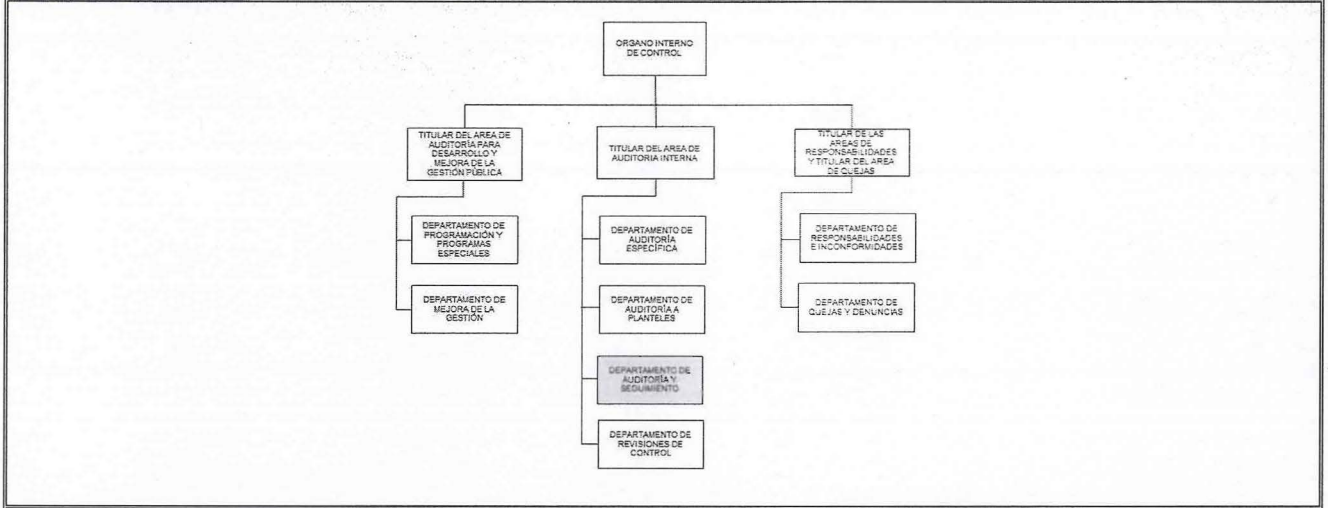 ORGANO INTERNO
DE CONTROL
TITULAR DEL AREA DE
AUDITORÍA PARA
DESARROLLO Y
MEJORA DE LA
GESTIÓN PÚBLICA
TITULAR DEL AREA DE
AUDITORIA INTERNA
TITULAR DE LAS
AREAS DE
RESPONSABILIDADES
Y TITULAR DEL AREA
DE QUEJAS
DEPARTAMENTO DE
PROGRAMACIÓN Y
PROGRAMAS
ESPECIALES
DEPARTAMENTO DE
AUDITORÍA
ESPECÍFICA
DEPARTAMENTO DE
RESPONSABILIDADES
E INCONFORMIDADES
DEPARTAMENTO DE
MEJORA DE LA
GESTIÓN
DEPARTAMENTO DE
AUDITORÍA A
PLANTELES
DEPARTAMENTO DE
QUEJAS Y DENUNCIAS
DEPARTAMENTO DE
AUDITORÍA Y
SEGUIMIENTO
DEPARTAMENTO DE
REVISIONES DE
CONTROL